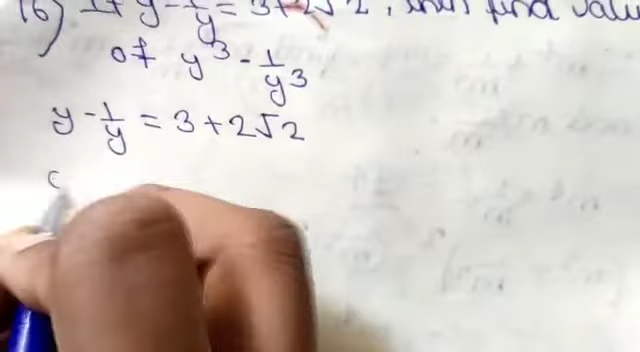 16) If y - 1/y = 3+2√2, then find valu
of y³ - 1/y³
y - 1/y = 3 + 2√2
(